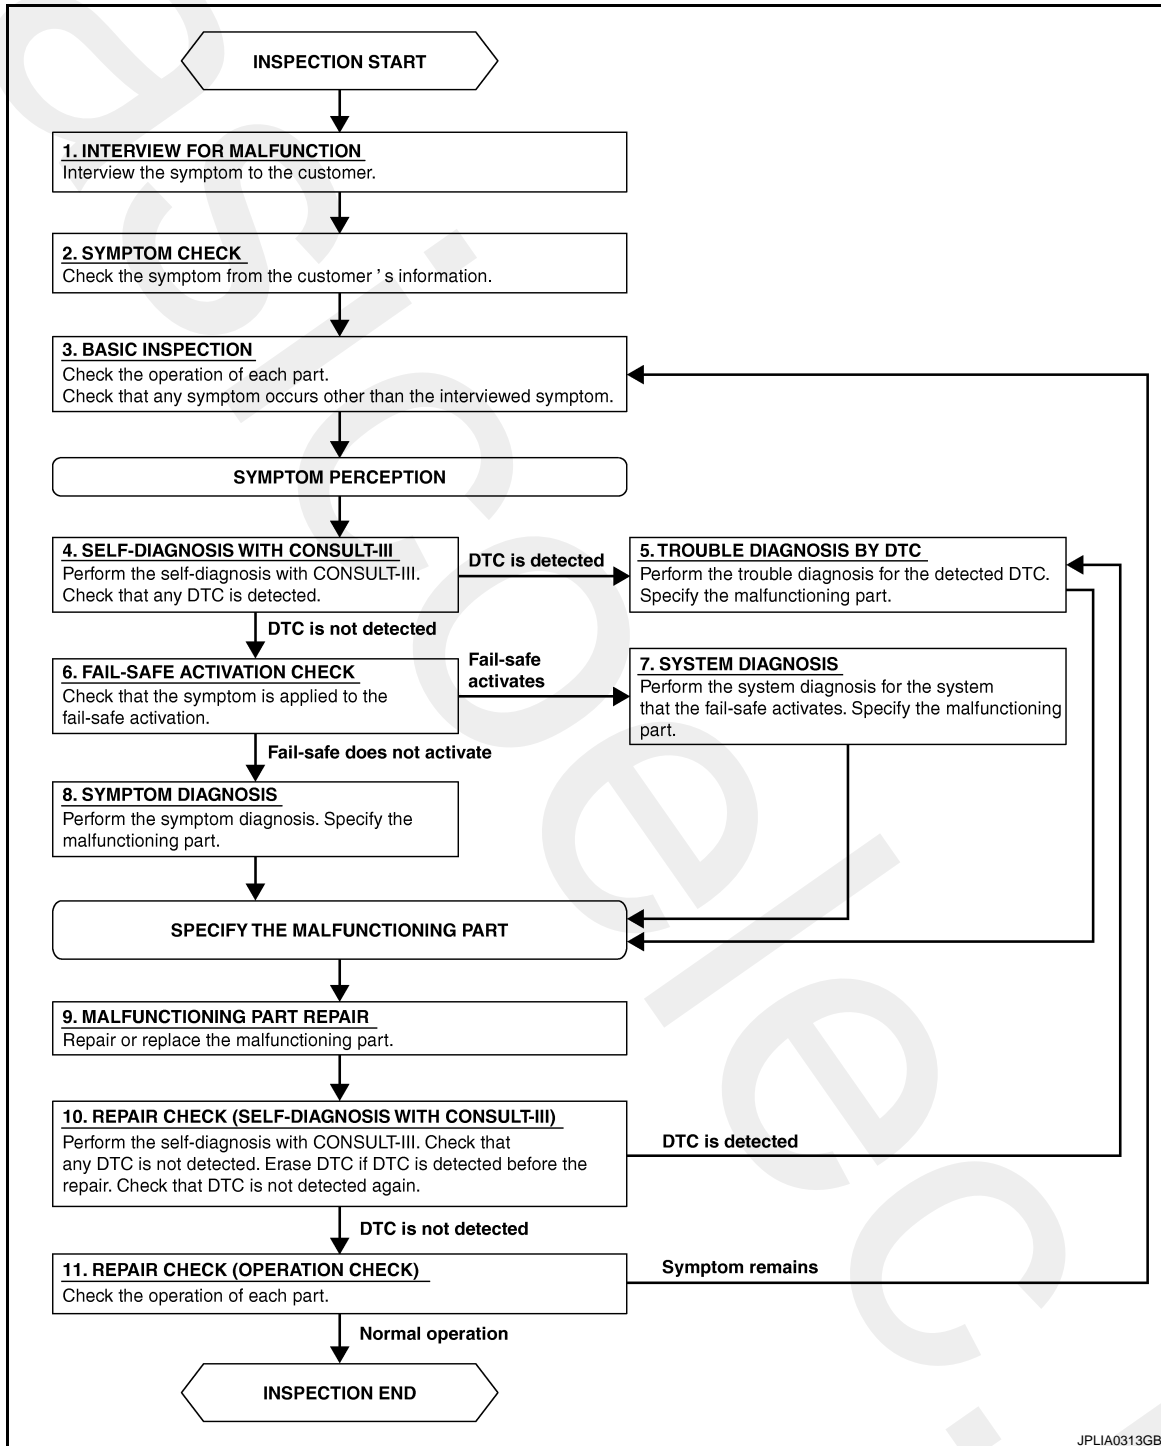 INSPECTION START
1. INTERVIEW FOR MALFUNCTION
Interview the symptom to the customer.
2. SYMPTOM CHECK
Check the symptom from the customer ' s information.
3. BASIC INSPECTION
Check the operation of each part.
Check that any symptom occurs other than the interviewed symptom.
SYMPTOM PERCEPTION
4. SELF-DIAGNOSIS WITH CONSULT-III
Perform the self-diagnosis with CONSULT-III.
Check that any DTC is detected.
DTC is detected
5. TROUBLE DIAGNOSIS BY DTC
Perform the trouble diagnosis for the detected DTC.
Specify the malfunctioning part.
DTC is not detected
6. FAIL-SAFE ACTIVATION CHECK
Check that the symptom is applied to the
fail-safe activation.
Fail-safe
activates
7. SYSTEM DIAGNOSIS
Perform the system diagnosis for the system
that the fail-safe activates. Specify the malfunctioning
part.
Fail-safe does not activate
8. SYMPTOM DIAGNOSIS
Perform the symptom diagnosis. Specify the
malfunctioning part.
SPECIFY THE MALFUNCTIONING PART
9. MALFUNCTIONING PART REPAIR
Repair or replace the malfunctioning part.
10. REPAIR CHECK (SELF-DIAGNOSIS WITH CONSULT-III)
Perform the self-diagnosis with CONSULT-III. Check that
any DTC is not detected. Erase DTC if DTC is detected before the
repair. Check that DTC is not detected again.
DTC is detected
DTC is not detected
11. REPAIR CHECK (OPERATION CHECK)
Check the operation of each part.
Symptom remains
Normal operation
INSPECTION END
JPLIA0313GB